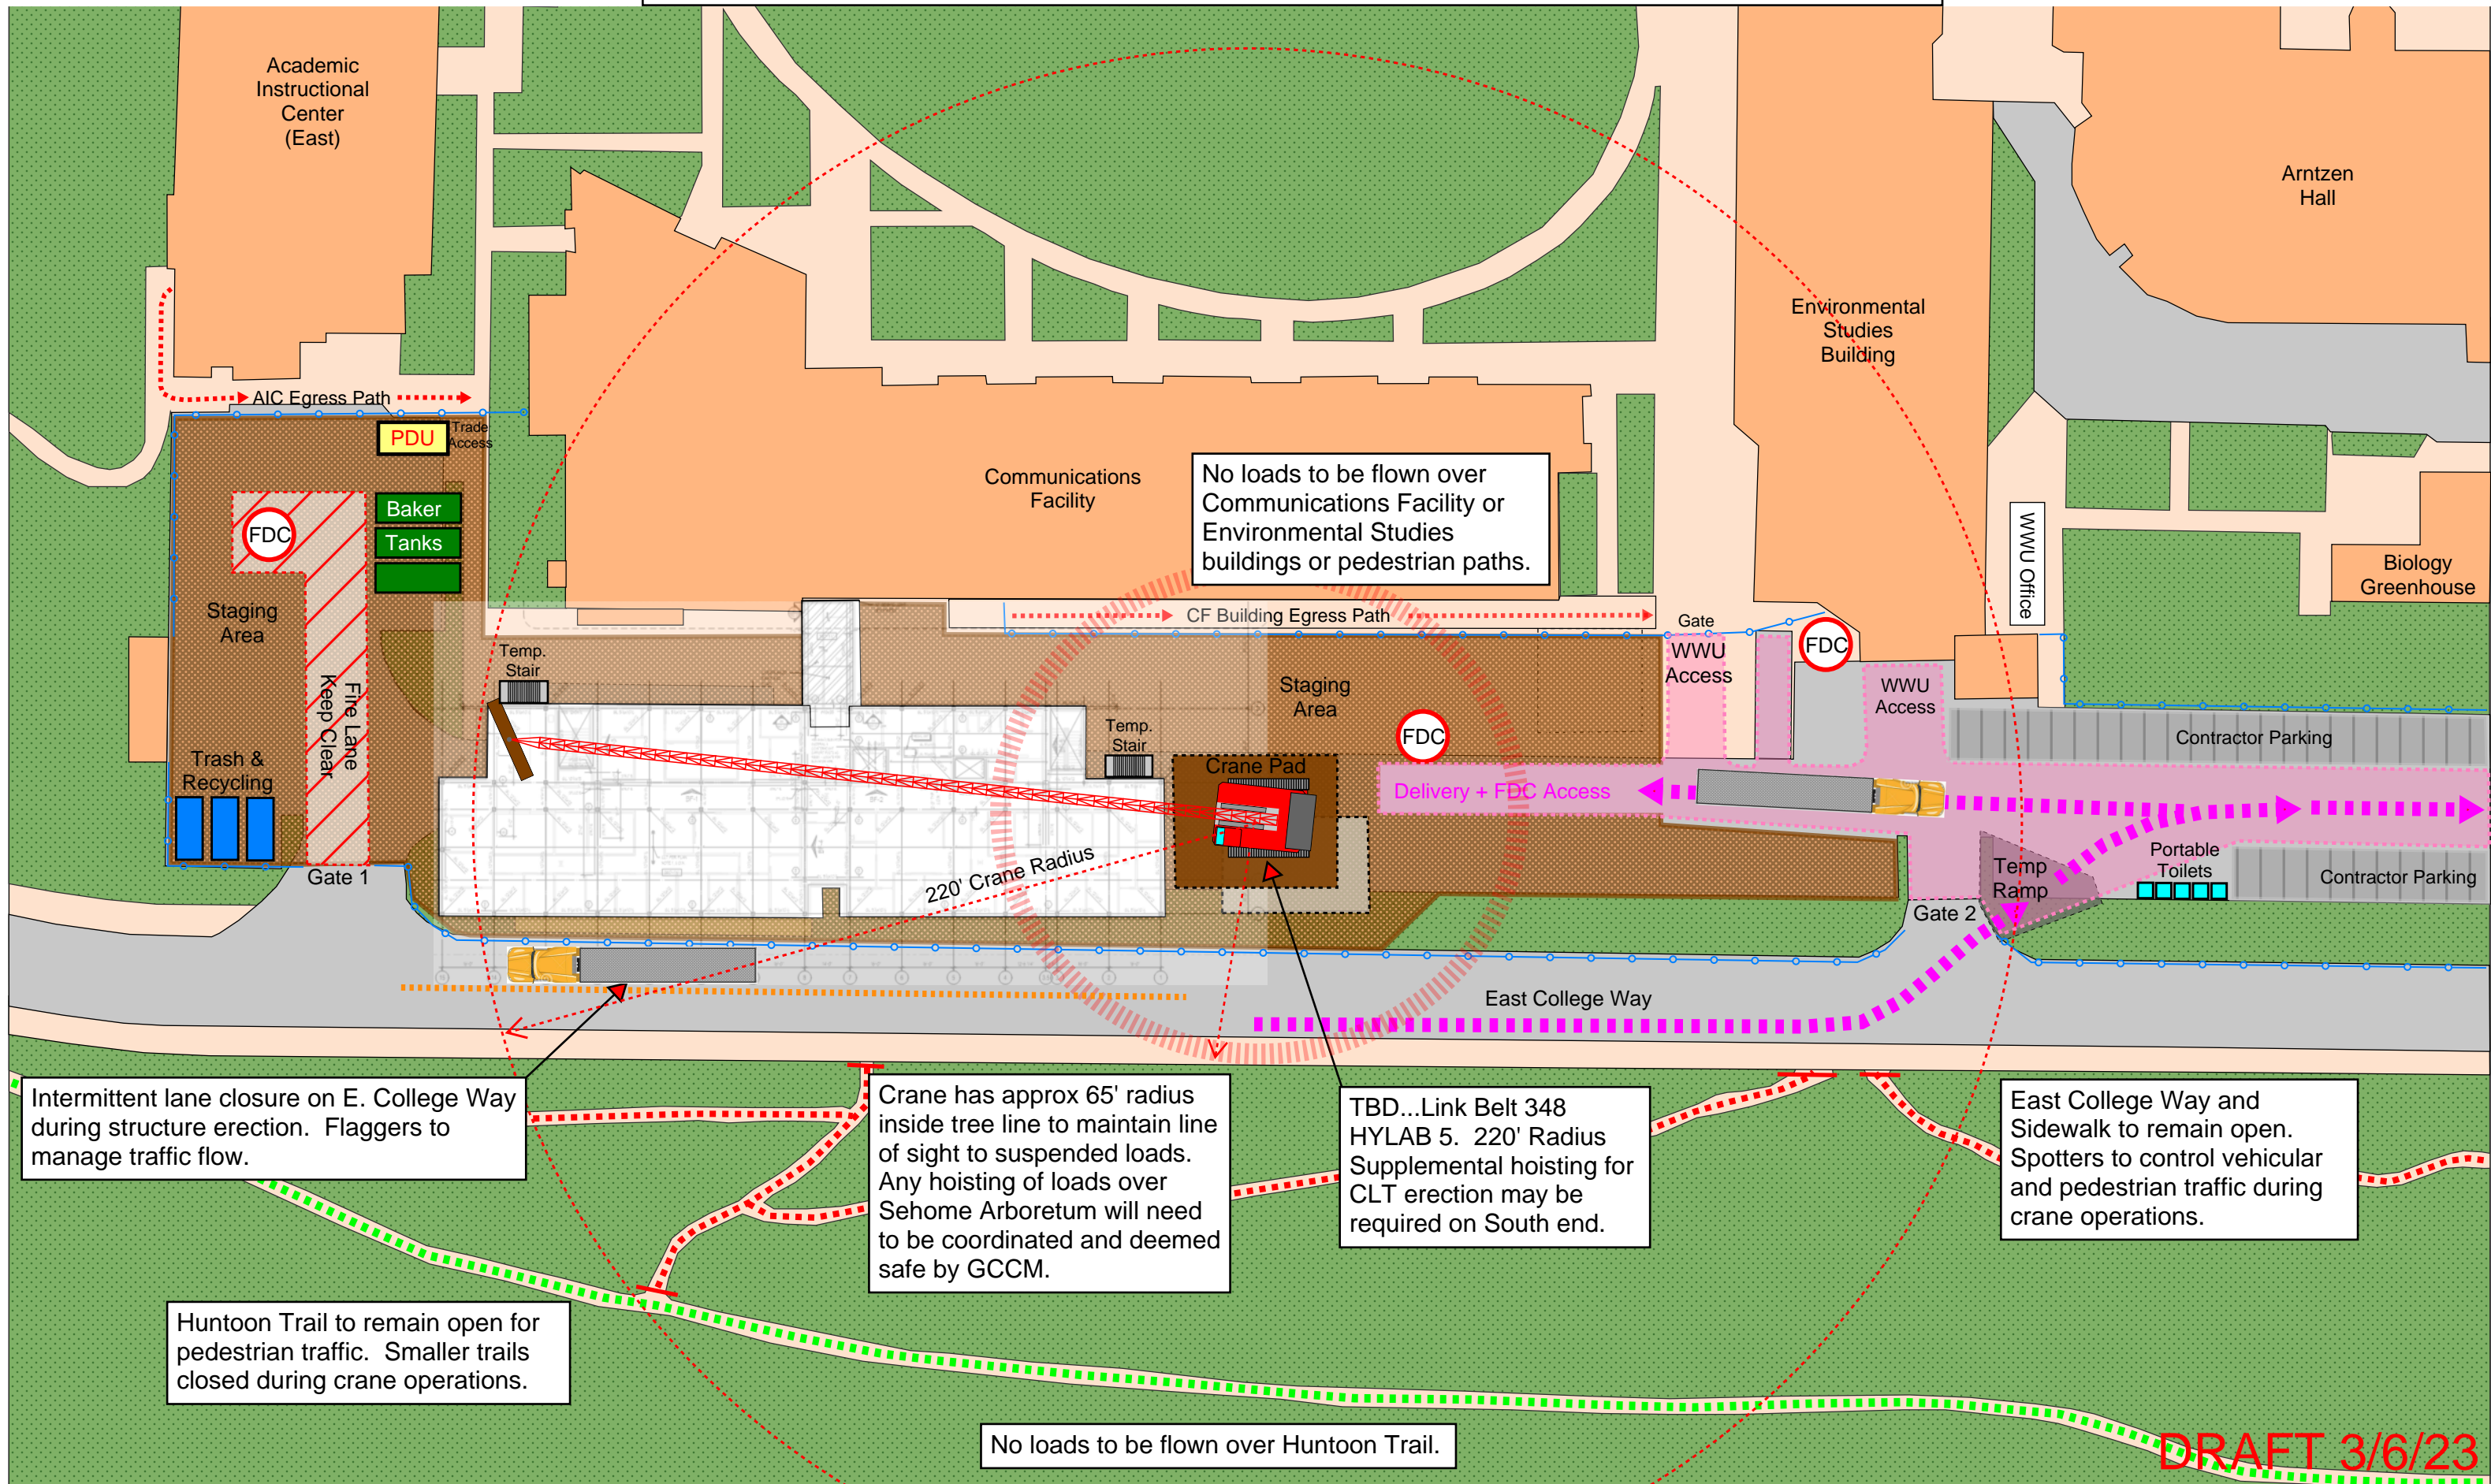 Academic
Instructional
Center
(East)
Arntzen
Hall
Environmental
Studies
Building
AIC Egress Path
PDU
Trade
Access
Communications
Facility
No loads to be flown over
Communications Facility or
Environmental Studies
buildings or pedestrian paths.
Baker
Tanks
FDC
WWU Office
Biology
Greenhouse
Staging
Area
CF Building Egress Path
Gate
WWU
Access
FDC
Temp.
Stair
Staging
Area
WWU
Access
Fire Lane
Keep Clear
Temp.
Stair
FDC
Contractor Parking
Trash &
Recycling
Crane Pad
Delivery + FDC Access
220' Crane Radius
Temp
Ramp
Portable
Toilets
Contractor Parking
Gate 1
Gate 2
East College Way
Intermittent lane closure on E. College Way
during structure erection.  Flaggers to
manage traffic flow.
Crane has approx 65' radius
inside tree line to maintain line
of sight to suspended loads.
Any hoisting of loads over
Sehome Arboretum will need
to be coordinated and deemed
safe by GCCM.
TBD...Link Belt 348
HYLAB 5.  220' Radius
Supplemental hoisting for
CLT erection may be
required on South end.
East College Way and
Sidewalk to remain open.
Spotters to control vehicular
and pedestrian traffic during
crane operations.
Huntoon Trail to remain open for
pedestrian traffic.  Smaller trails
closed during crane operations.
No loads to be flown over Huntoon Trail.
DRAFT 3/6/23